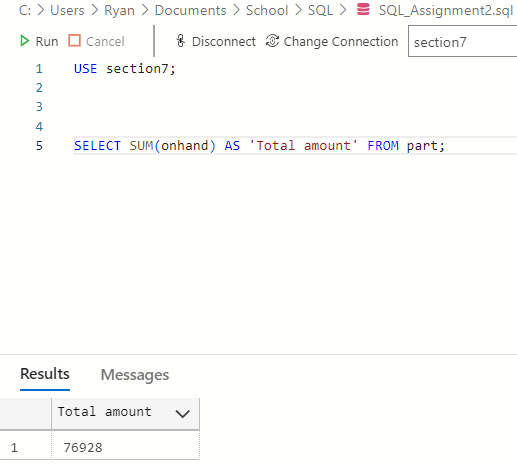 C: > Users > Ryan > Documents > School > SQL > SQL_Assignment2.sql
Run Cancel Disconnect Change Connection section7
1 USE section7;
2
3
4
5 SELECT SUM(onhand) AS 'Total amount' FROM part;
Results Messages
Total amount
1 76928